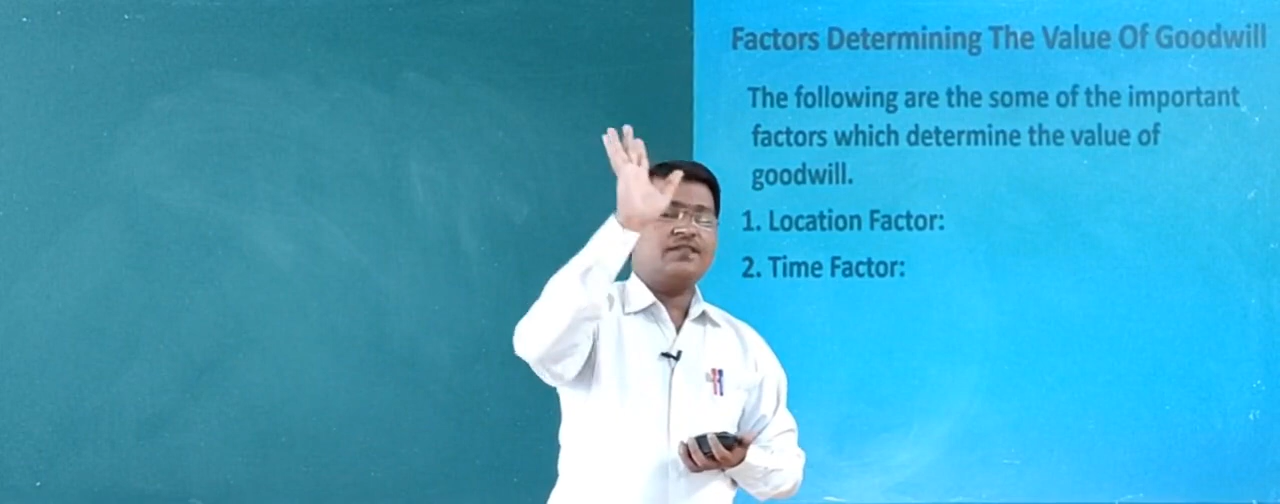 Factors Determining The Value Of Goodwill
The following are the some of the important
factors which determine the value of
goodwill.
1. Location Factor:
2. Time Factor: